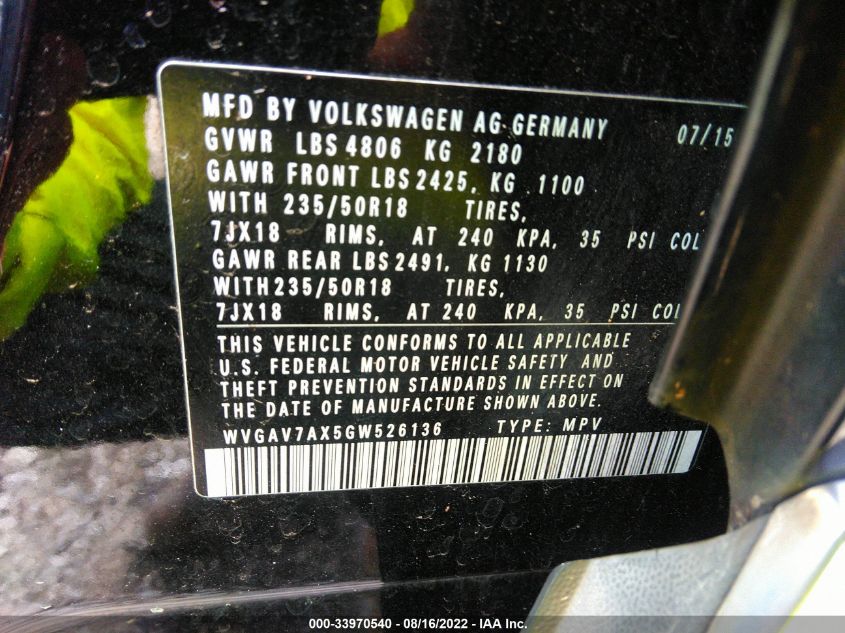 MFD BY VOLKSWAGEN AG GERMANY 07/15
GVWR LBS 4806 KG 2180
GAWR FRONT LBS 2425, KG 1100
WITH 235/50R18 TIRES,
7JX18 RIMS, AT 240 KPA, 35 PSI COL
GAWR REAR LBS 2491, KG 1130
WITH 235/50R18 TIRES,
7JX18 RIMS, AT 240 KPA, 35 PSI COL
THIS VEHICLE CONFORMS TO ALL APPLICABLE
U.S. FEDERAL MOTOR VEHICLE SAFETY AND
THEFT PREVENTION STANDARDS IN EFFECT ON
THE DATE OF MANUFACTURE SHOWN ABOVE.
WVGAV7AX5GW526136 TYPE: MPV
000-33970540 - 08/16/2022 - IAA Inc.